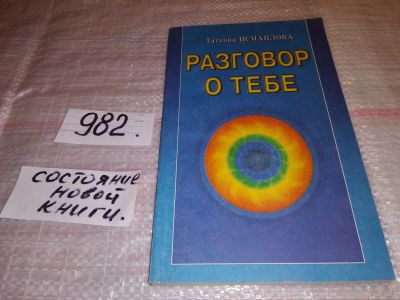 Татьяна ИСМАЙЛОВА
РАЗГОВОР
О ТЕБЕ
982.
состояние
новой
книги.